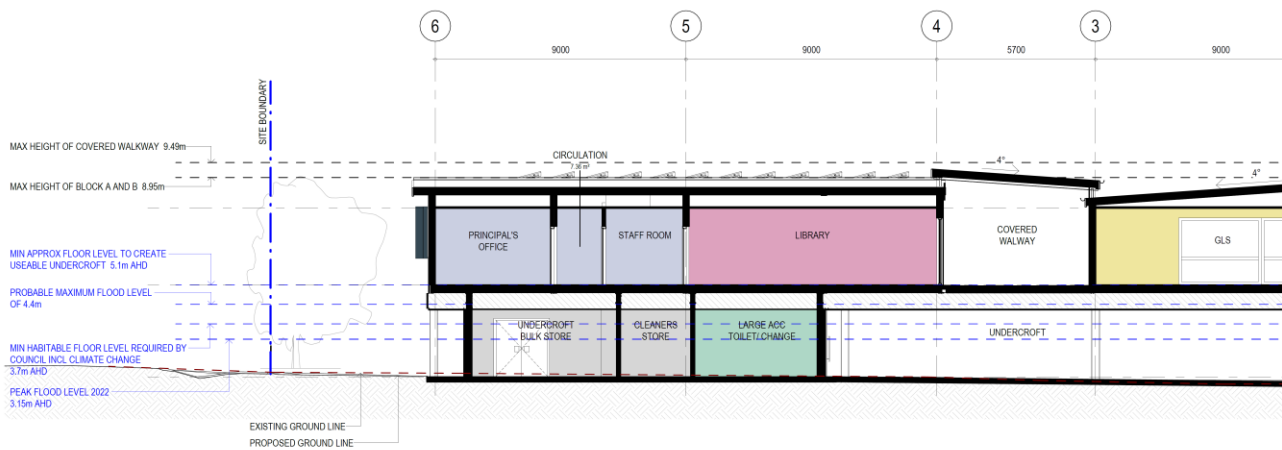 6
5
4
3
9000
9000
5700
9000
SITE BOUNDARY
MAX HEIGHT OF COVERED WALKWAY 9.49m
MAX HEIGHT OF BLOCK A AND B 8.95m
CIRCULATION
7.36 m²
4°
4°
PRINCIPAL'S
OFFICE
STAFF ROOM
LIBRARY
COVERED
WALWAY
GLS
MIN APPROX FLOOR LEVEL TO CREATE
USEABLE UNDERCROFT 5.1m AHD
PROBABLE MAXIMUM FLOOD LEVEL
OF 4.4m
UNDERCROFT
BULK STORE
CLEANERS
STORE
LARGE ACC
TOILET/CHANGE
UNDERCROFT
MIN HABITABLE FLOOR LEVEL REQUIRED BY
COUNCIL INCL CLIMATE CHANGE
3.7m AHD
PEAK FLOOD LEVEL 2022
3.15m AHD
EXISTING GROUND LINE
PROPOSED GROUND LINE